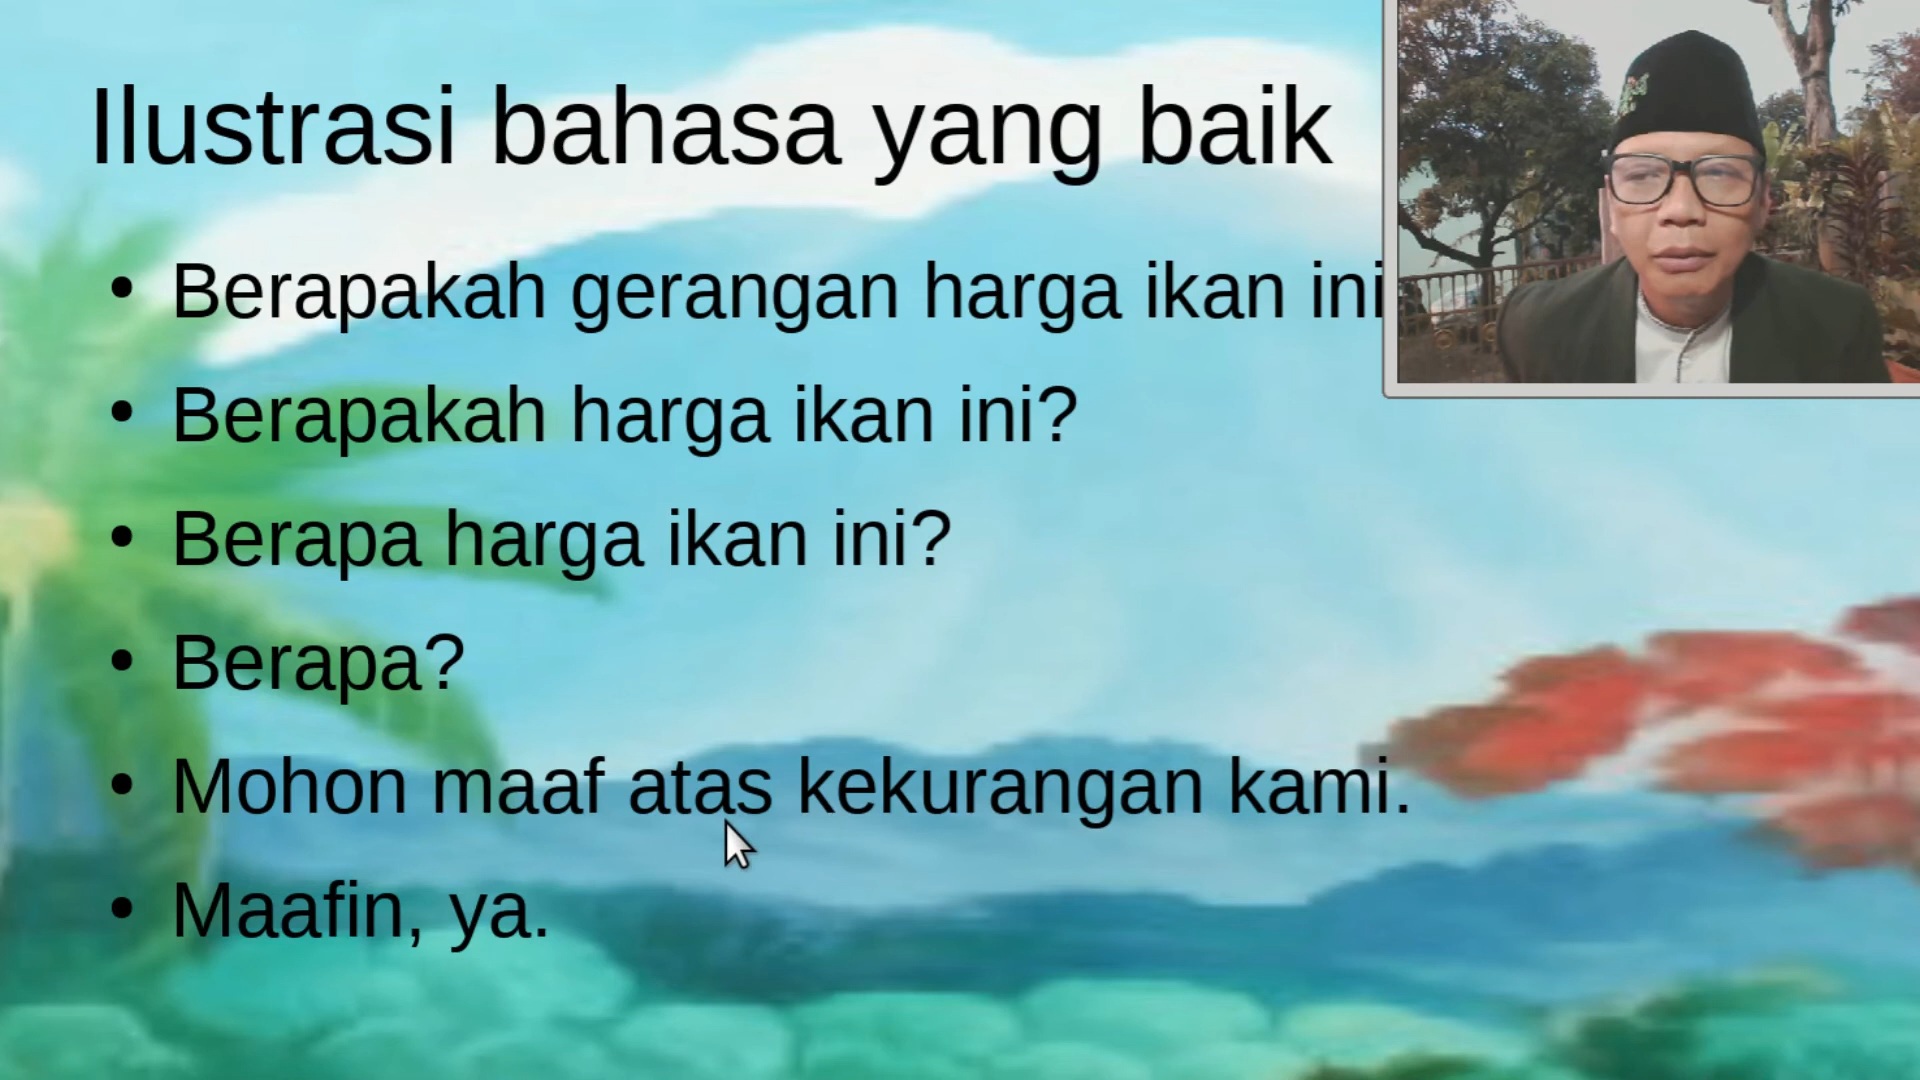 Ilustrasi bahasa yang baik
• Berapakah gerangan harga ikan ini
• Berapakah harga ikan ini?
• Berapa harga ikan ini?
• Berapa?
• Mohon maaf atas kekurangan kami.
• Maafin, ya.